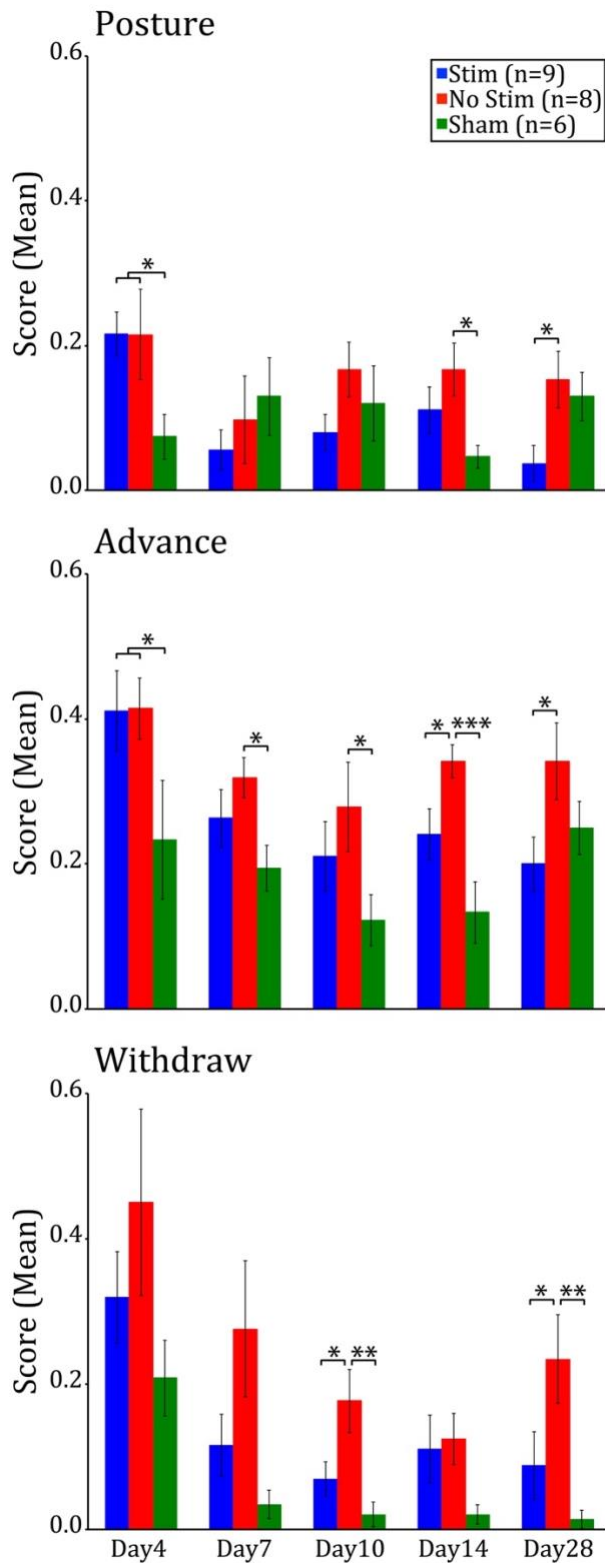 Posture
0.6
Stim (n=9)
No Stim (n=8)
Sham (n=6)
0.4
Score (Mean)
*
*
*
0.2
0.0
Advance
0.6
*
0.4
Score (Mean)
*
*
*
***
*
0.2
0.0
Withdraw
0.6
0.4
Score (Mean)
*
**
*
**
0.2
0.0
Day4 Day7 Day10 Day14 Day28